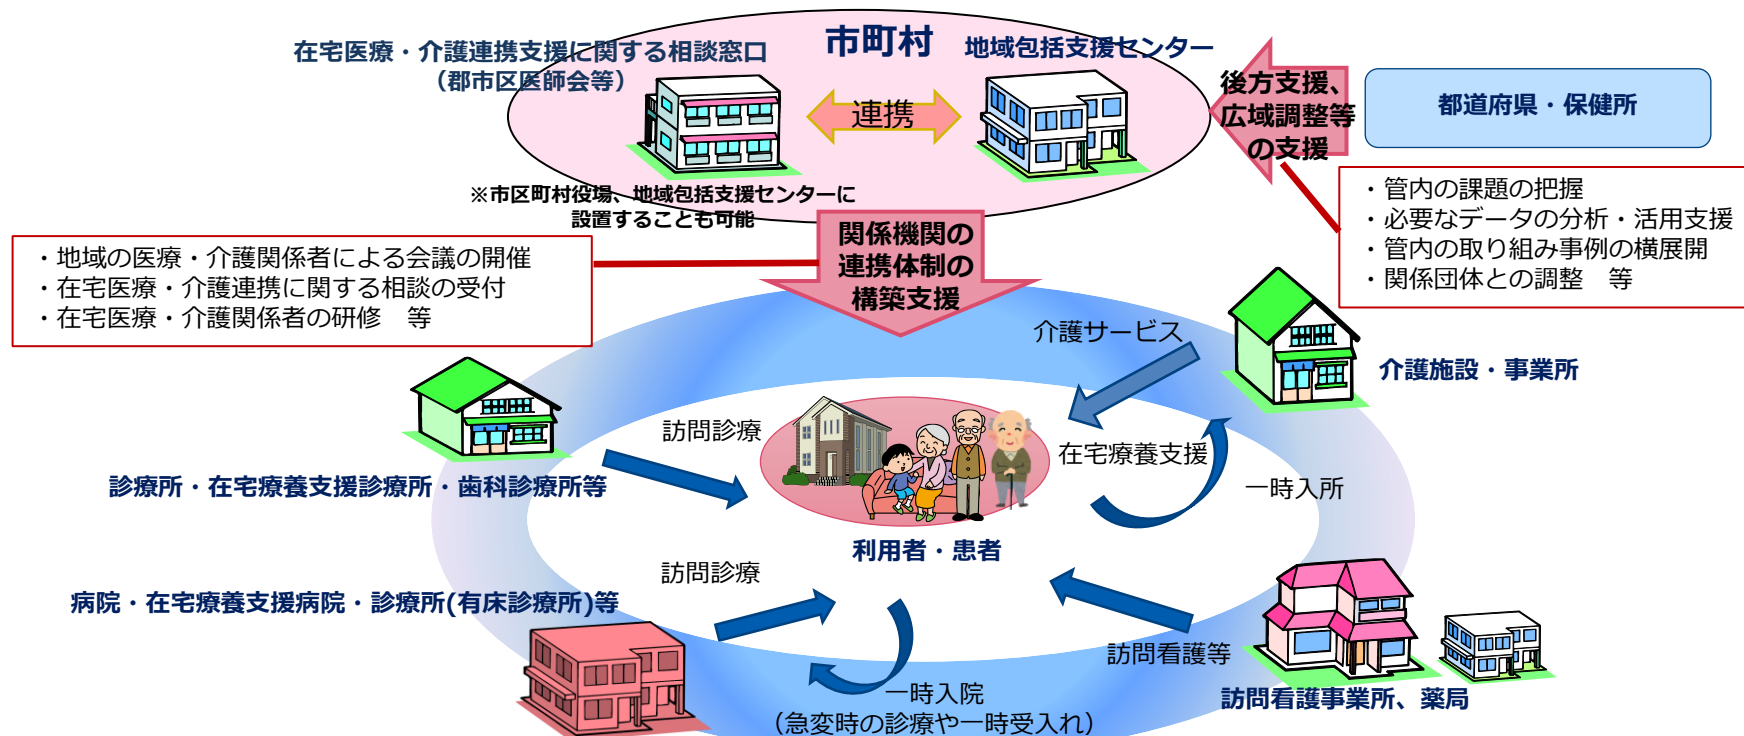 市町村
在宅医療・介護連携支援に関する相談窓口
（郡市区医師会等）
地域包括支援センター
連携
※市区町村役場、地域包括支援センターに
設置することも可能
後方支援、
広域調整等
の支援
都道府県・保健所
・管内の課題の把握
・必要なデータの分析・活用支援
・管内の取り組み事例の横展開
・関係団体との調整　等
関係機関の
連携体制の
構築支援
・地域の医療・介護関係者による会議の開催
・在宅医療・介護連携に関する相談の受付
・在宅医療・介護関係者の研修　等
介護サービス
介護施設・事業所
訪問診療
在宅療養支援
一時入所
診療所・在宅療養支援診療所・歯科診療所等
利用者・患者
訪問診療
病院・在宅療養支援病院・診療所(有床診療所)等
訪問看護等
訪問看護事業所、薬局
一時入院
（急変時の診療や一時受入れ）